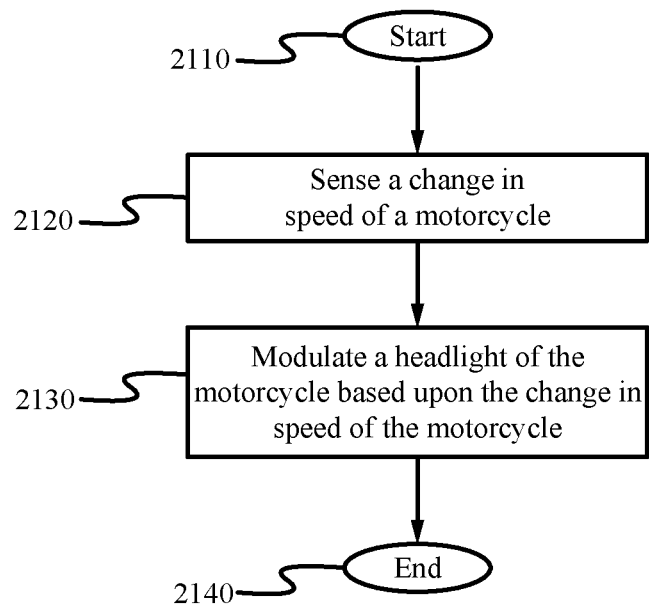 Start
2110
Sense a change in
speed of a motorcycle
2120
Modulate a headlight of the
motorcycle based upon the change in
speed of the motorcycle
2130
End
2140